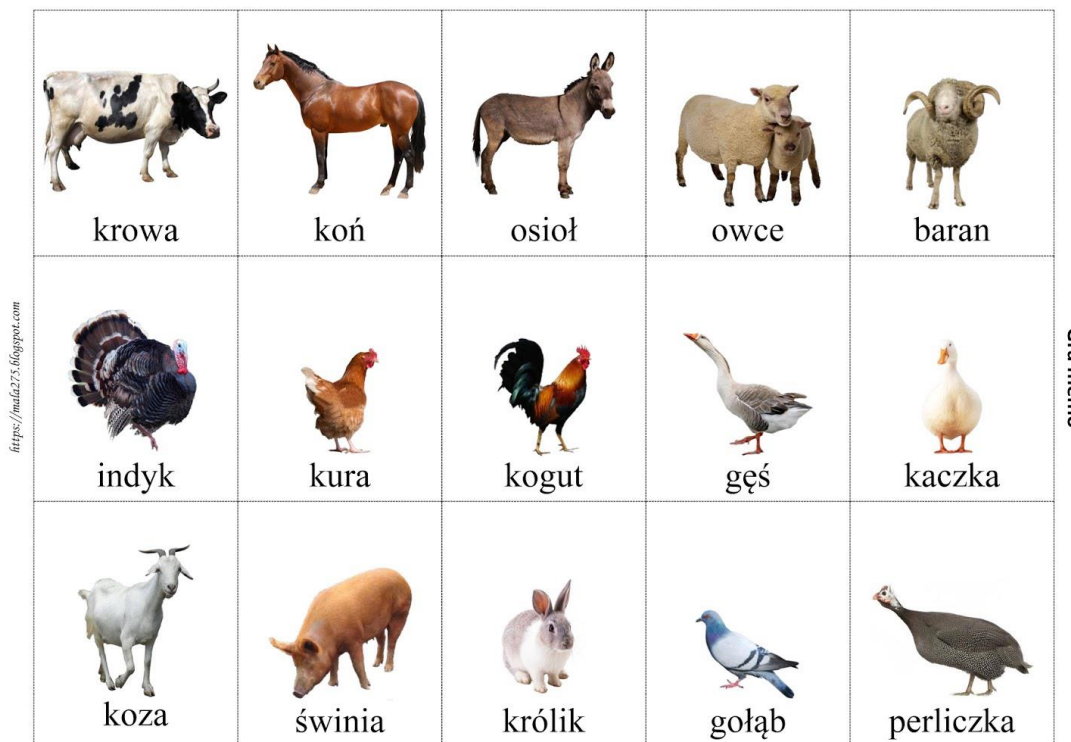 krowa
koń
osioł
owce
baran
https://mala275.blogspot.com
indyk
kura
kogut
gęś
kaczka
koza
świnia
królik
gołąb
perliczka